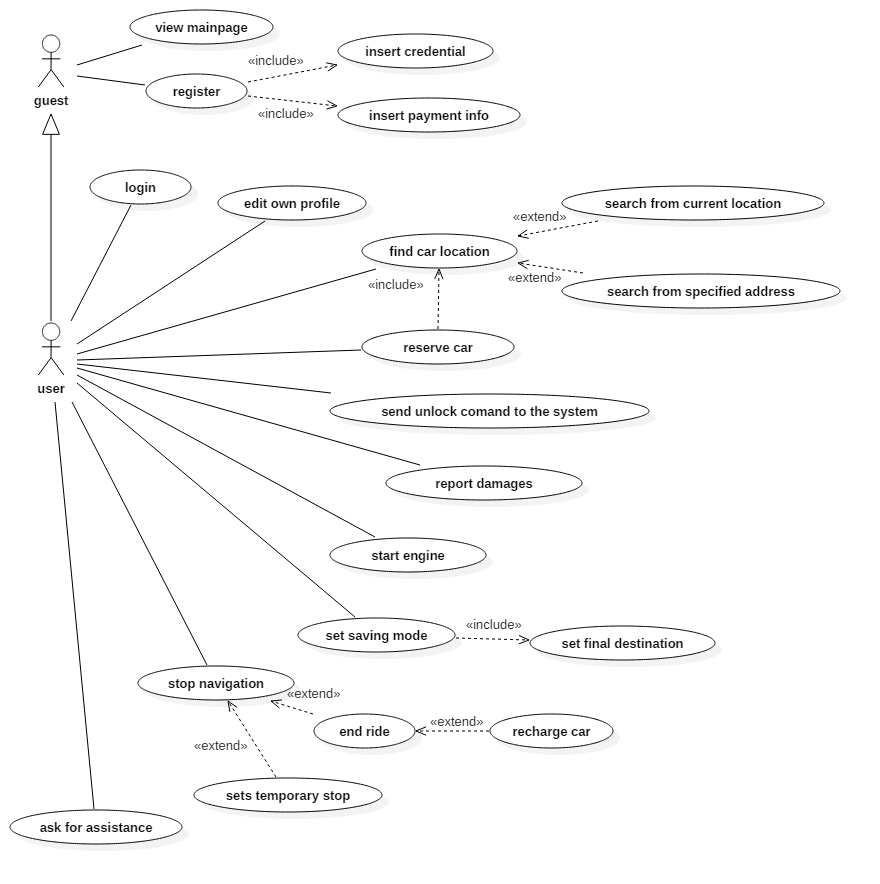 view mainpage
insert credential
«include»
register
guest
«include»
insert payment info
login
edit own profile
search from current location
«extend»
find car location
«include»
«extend»
search from specified address
reserve car
user
send unlock comand to the system
report damages
start engine
set saving mode
«include»
set final destination
stop navigation
«extend»
end ride
«extend»
recharge car
«extend»
sets temporary stop
ask for assistance